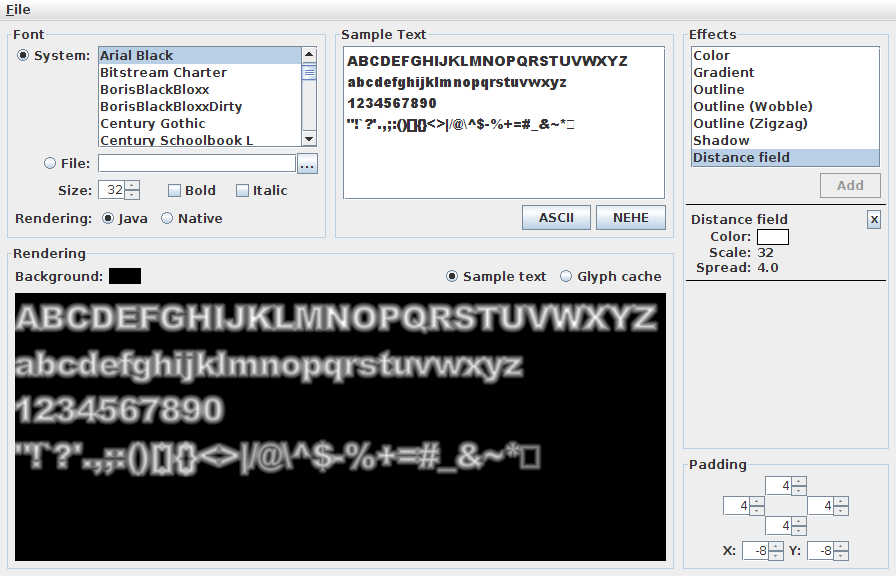 File
Font
System:
Arial Black
Bitstream Charter
BorisBlackBloxx
BorisBlackBloxxDirty
Century Gothic
Century Schoolbook L
File:
...
Size: 32 Bold Italic
Rendering: Java Native
Sample Text
ABCDEFGHIJKLMNOPQRSTUVWXYZ
abcdefghijklmnopqrstuvwxyz
1234567890
"!`?'.,;:()[]{}<>|/@\^$-%+=#_&~*□
ASCII NEHE
Effects
Color
Gradient
Outline
Outline (Wobble)
Outline (Zigzag)
Shadow
Distance field
Add
Distance field x
Color:
Scale: 32
Spread: 4.0
Rendering
Background: Sample text Glyph cache
ABCDEFGHIJKLMNOPQRSTUVWXYZ
abcdefghijklmnopqrstuvwxyz
1234567890
"!`?'.,;:()[]{}<>|/@\^$-%+=#_&~*□
Padding
4
4 4
4
X: -8 Y: -8